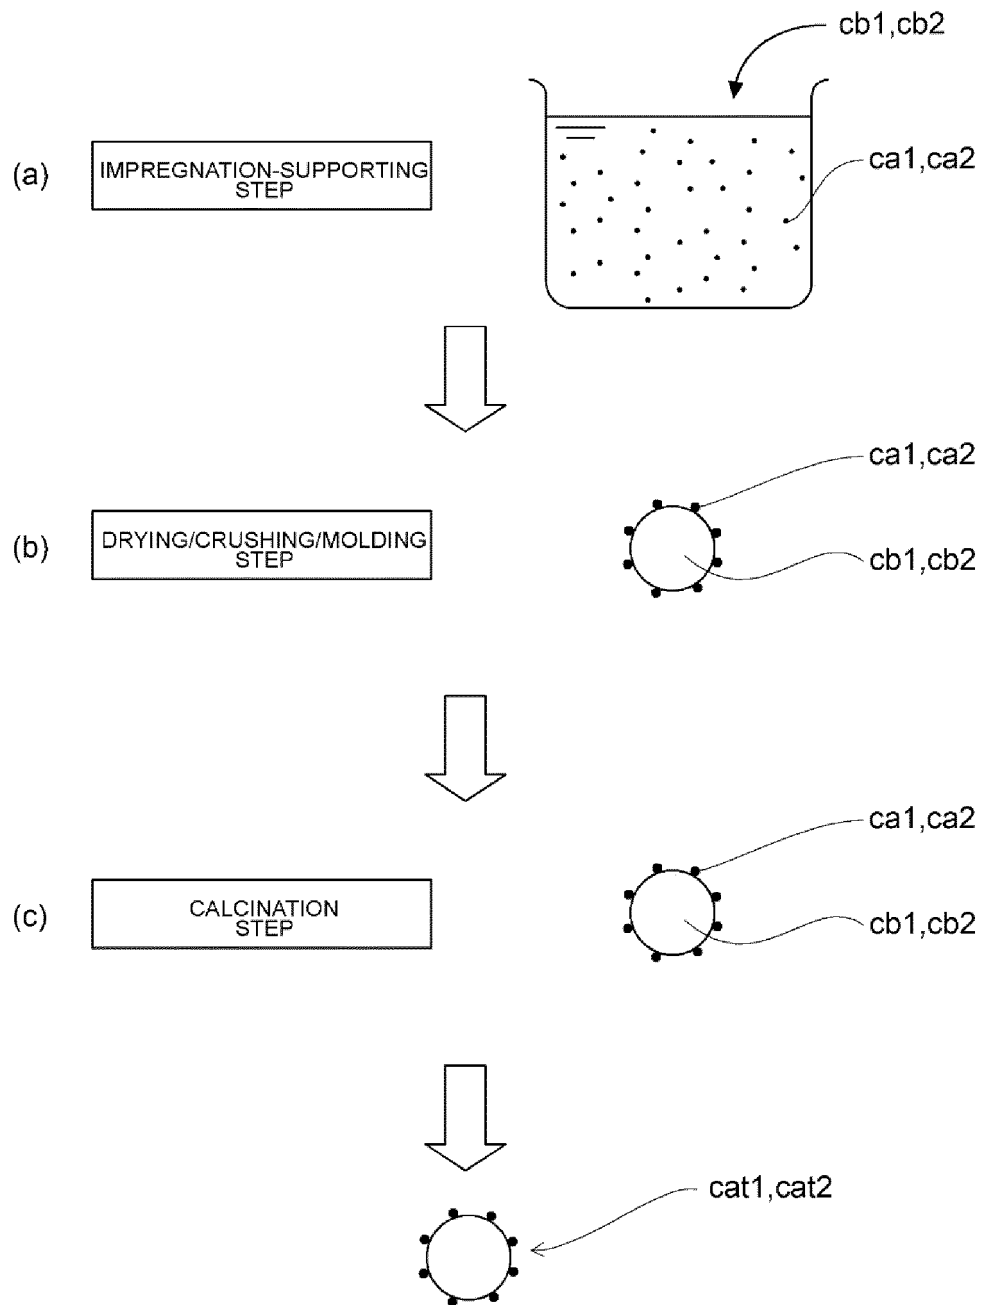 cb1,cb2
(a)
IMPREGNATION-SUPPORTING
STEP
ca1,ca2
(b)
DRYING/CRUSHING/MOLDING
STEP
ca1,ca2
cb1,cb2
(c)
CALCINATION
STEP
ca1,ca2
cb1,cb2
cat1,cat2